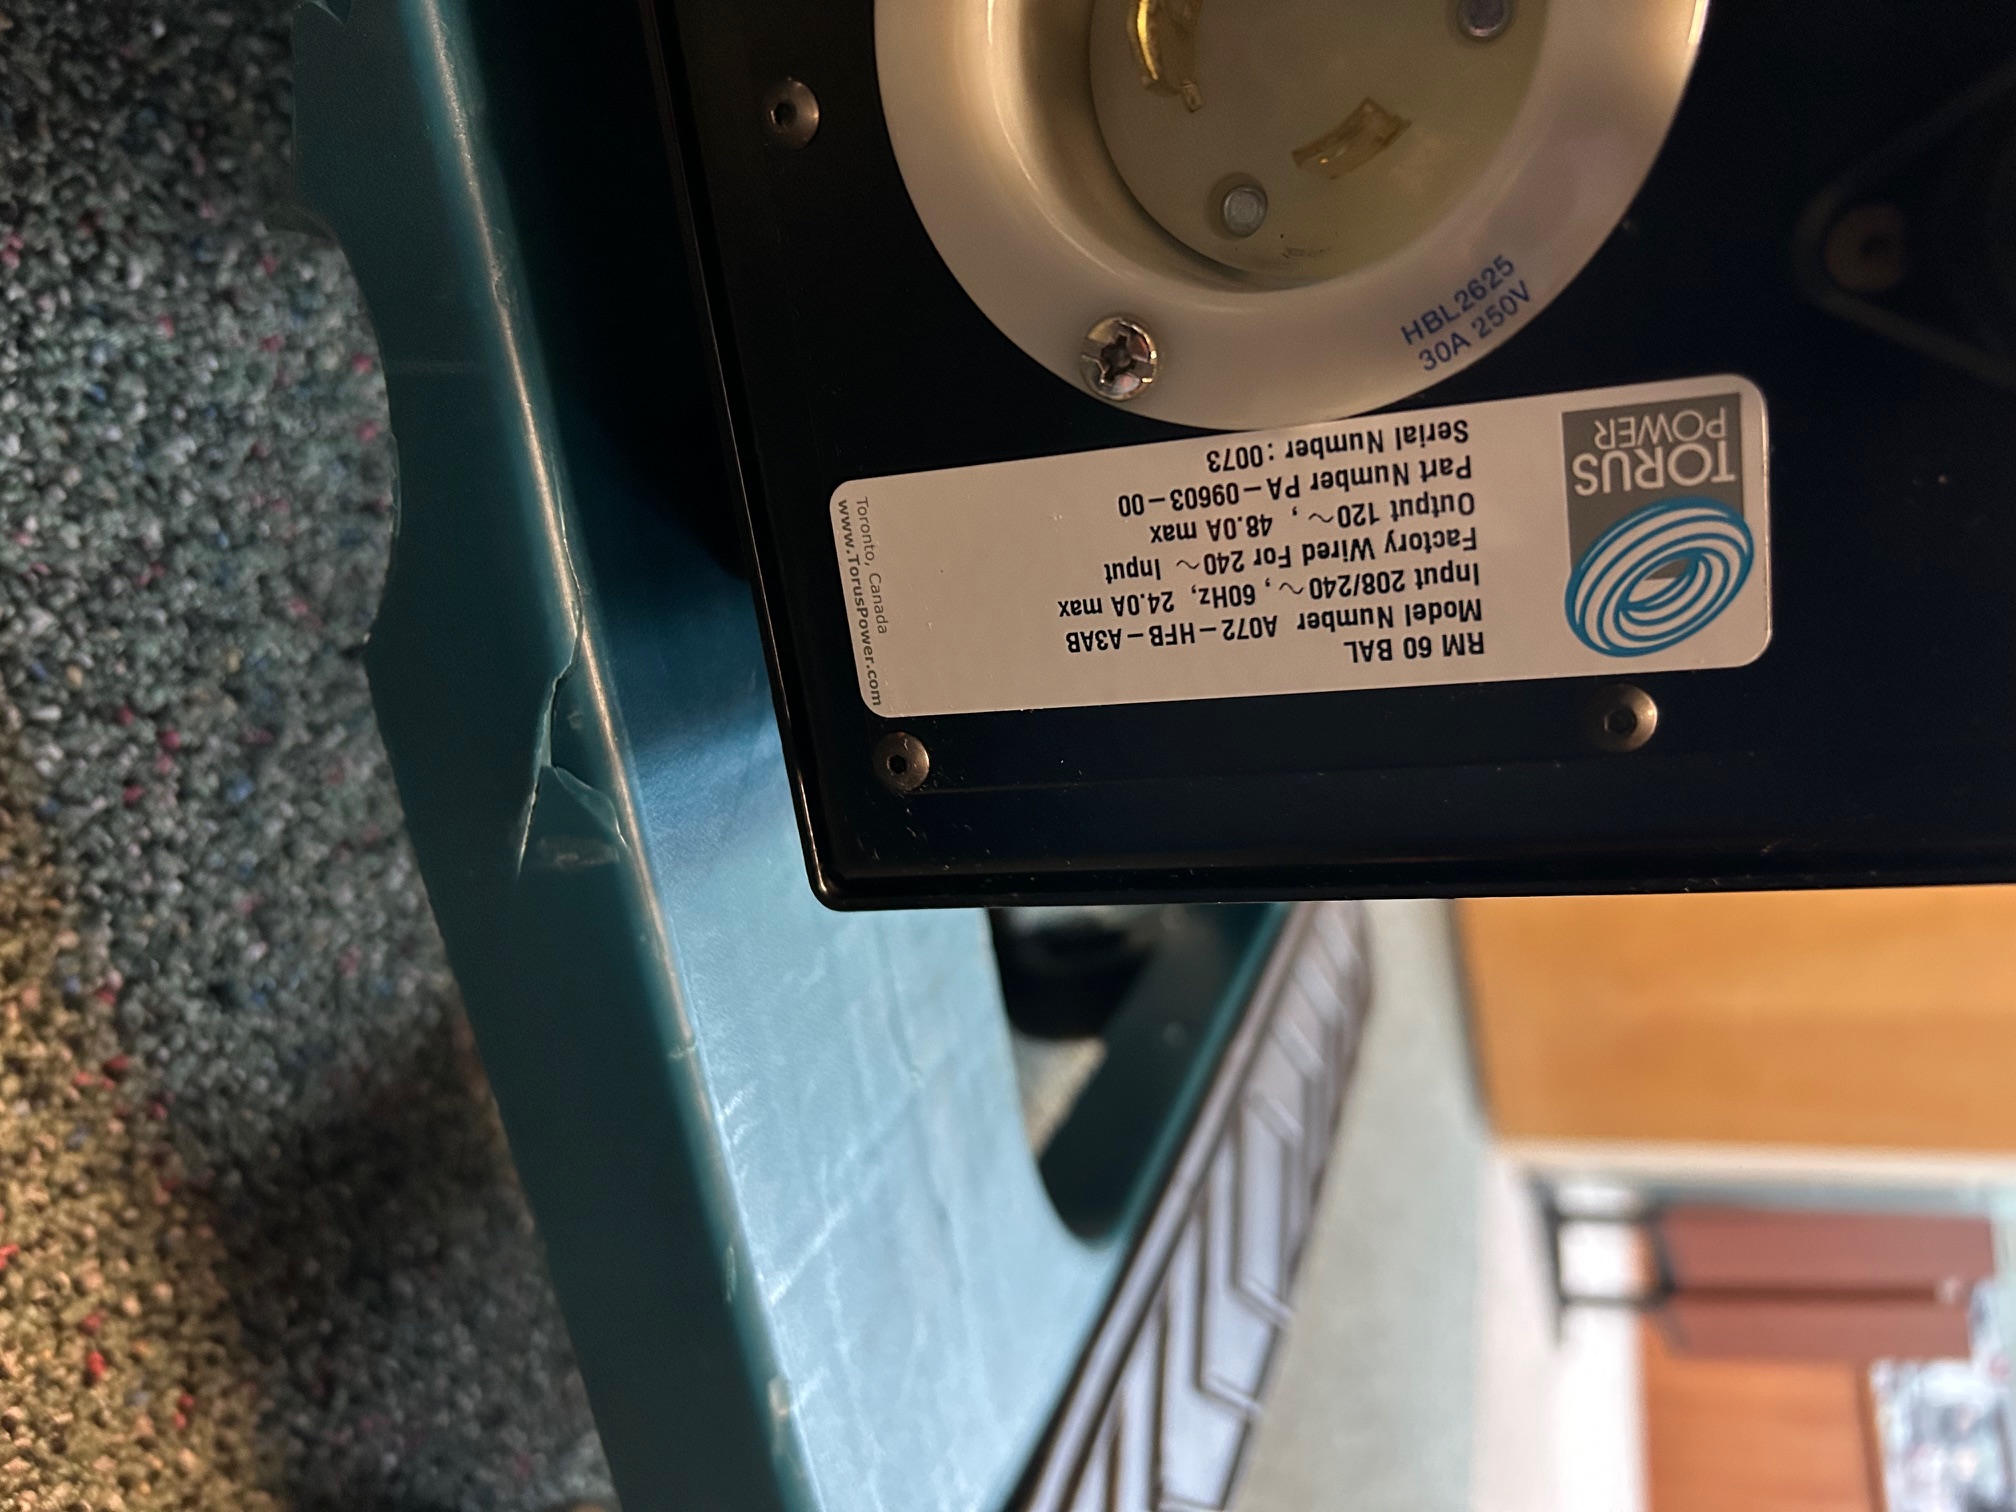 TORUS
POWER
RM 60 BAL
Model Number A072-HFB-A3AB
Input 208/240~, 60Hz, 24.0A max
Factory Wired For 240~ Input
Output 120~, 48.0A max
Part Number PA-09603-00
Serial Number :0073
Toronto, Canada
www.TorusPower.com
HBL2625
30A 250V